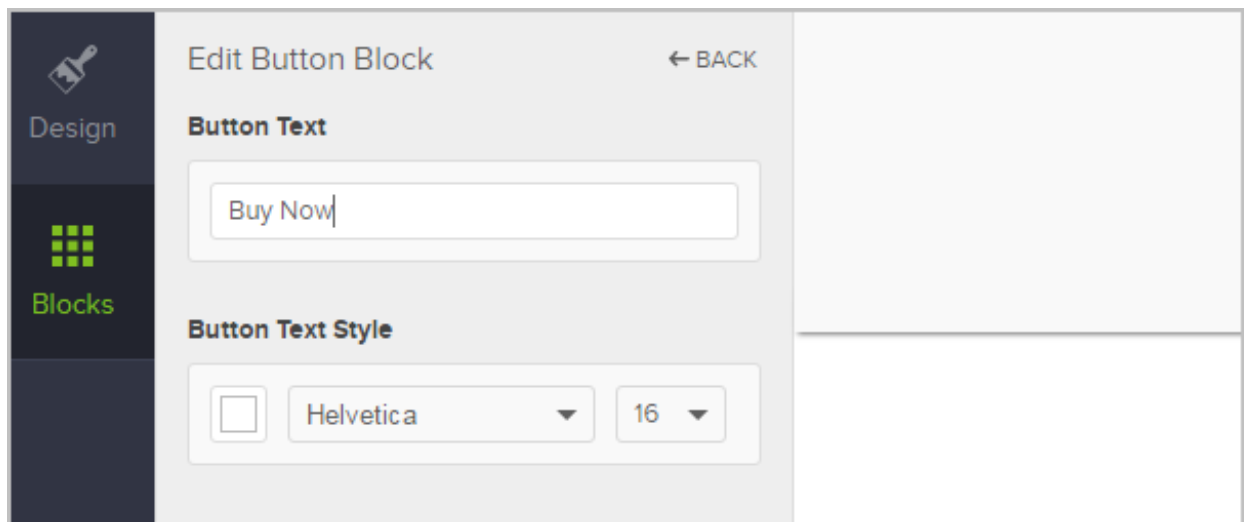 Design
Blocks
Edit Button Block
← BACK
Button Text
Buy Now
Button Text Style
Helvetica
16